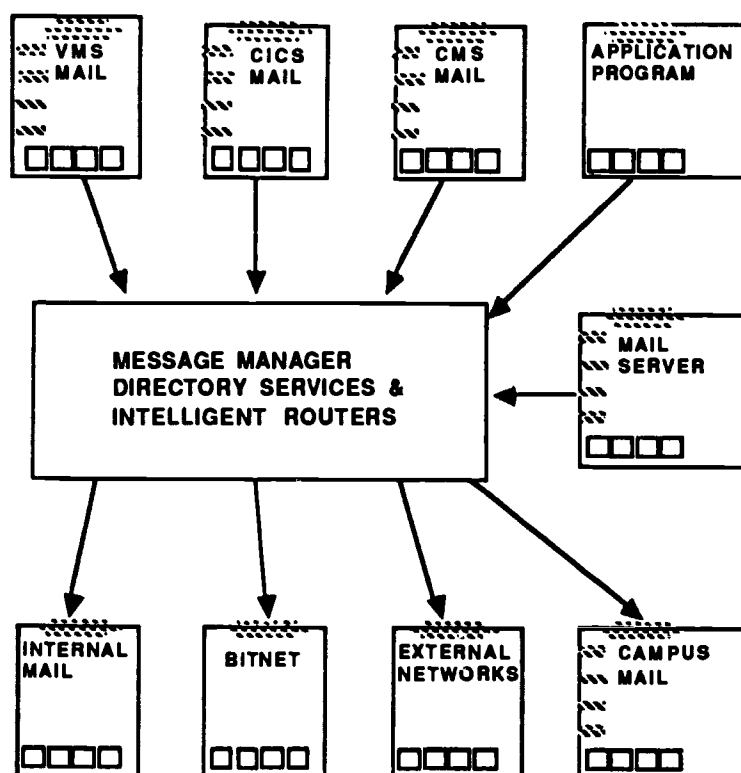 VMS
MAIL
CICS
MAIL
CMS
MAIL
APPLICATION
PROGRAM
MESSAGE MANAGER
DIRECTORY SERVICES &
INTELLIGENT ROUTERS
MAIL
SERVER
INTERNAL
MAIL
BITNET
EXTERNAL
NETWORKS
CAMPUS
MAIL